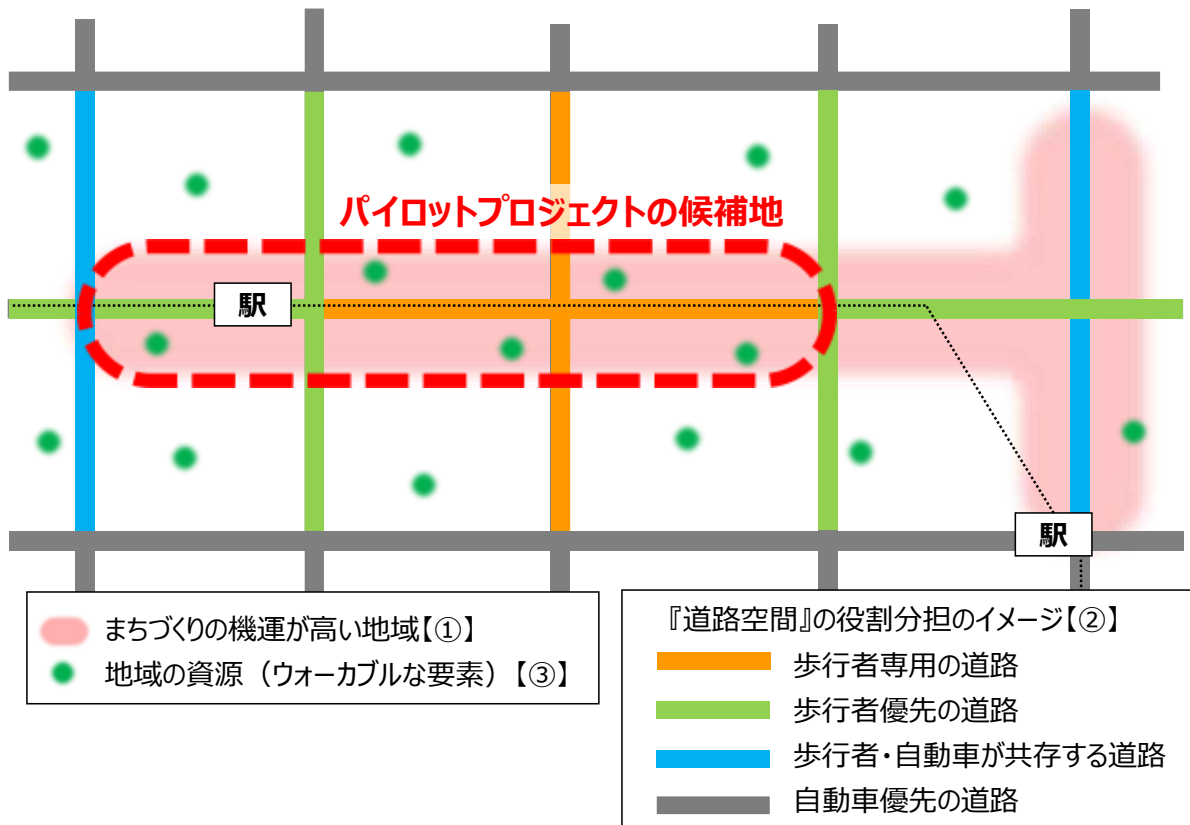 パイロットプロジェクトの候補地
駅
駅
まちづくりの機運が高い地域【①】
地域の資源（ウォーカブルな要素）【③】
『道路空間』の役割分担のイメージ【②】
歩行者専用の道路
歩行者優先の道路
歩行者・自動車が共存する道路
自動車優先の道路